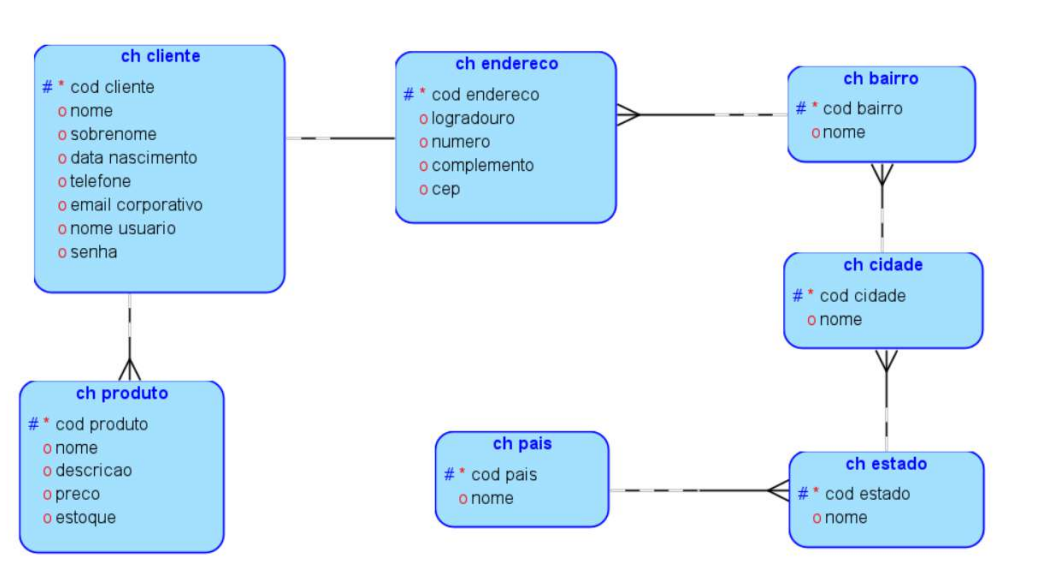 ch cliente
# * cod cliente
o nome
o sobrenome
o data nascimento
o telefone
o email corporativo
o nome usuario
o senha
ch endereco
# * cod endereco
o logradouro
o numero
o complemento
o cep
ch bairro
# * cod bairro
o nome
ch cidade
# * cod cidade
o nome
ch produto
# * cod produto
o nome
o descricao
o preco
o estoque
ch pais
# * cod pais
o nome
ch estado
# * cod estado
o nome